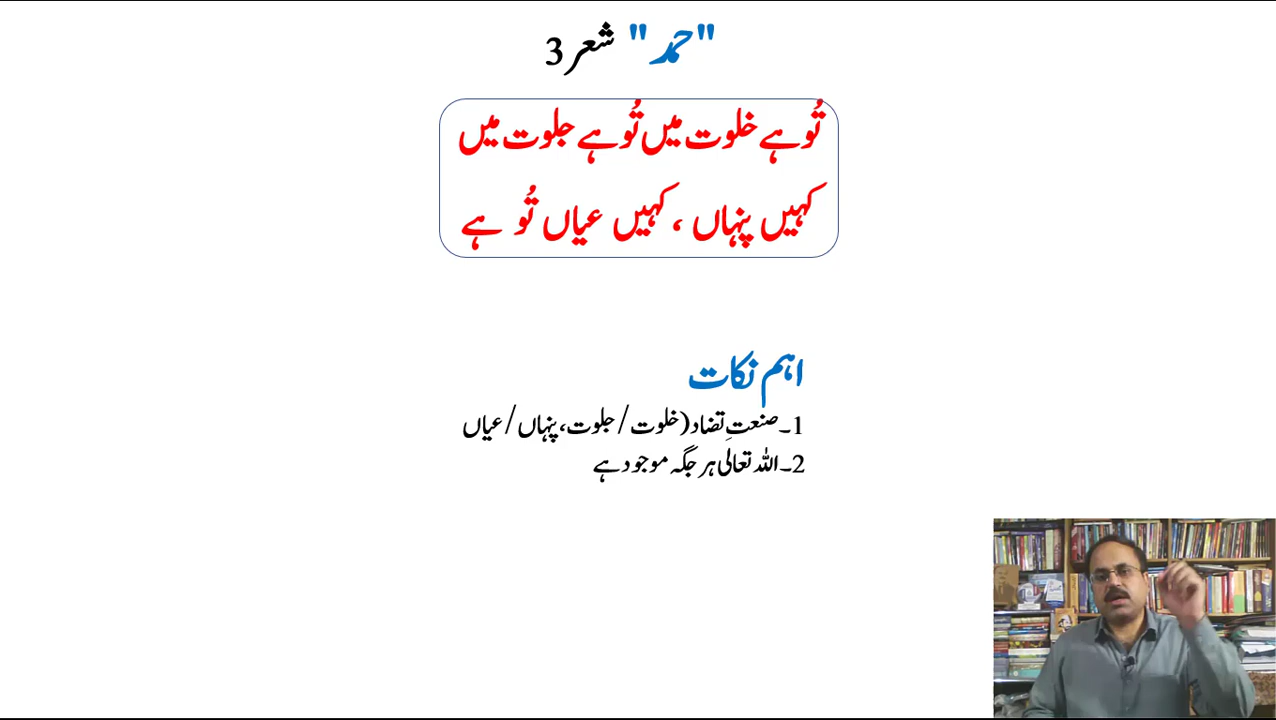 "حمد" شعر 3
تُو ہے خلوت میں تُو ہے جلوت میں
کہیں پنہاں ، کہیں عیاں تُو ہے
اہم نکات
1۔صنعتِ تضاد(خلوت/جلوت،پنہاں/عیاں
2۔اللہ تعالیٰ ہر جگہ موجود ہے